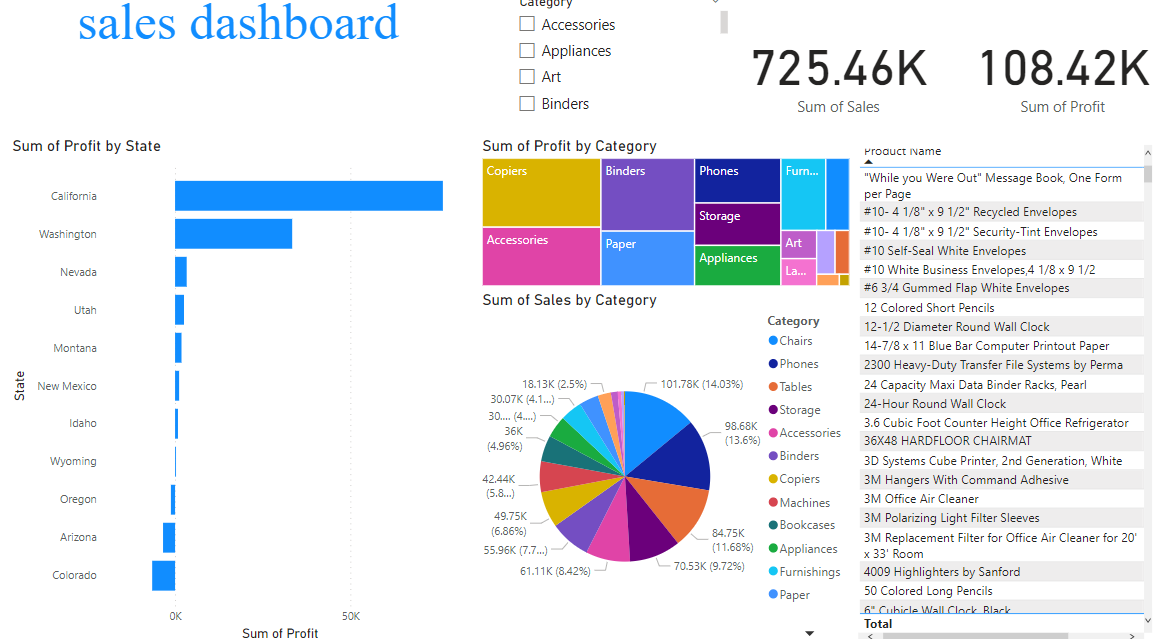 sales dashboard
Category
Accessories
Appliances
Art
Binders
725.46K
Sum of Sales
108.42K
Sum of Profit
Sum of Profit by State
State
California
Washington
Nevada
Utah
Montana
New Mexico
Idaho
Wyoming
Oregon
Arizona
Colorado
0K
50K
Sum of Profit
Sum of Profit by Category
Copiers
Accessories
Binders
Paper
Phones
Storage
Appliances
Furn...
Art
La...
Sum of Sales by Category
101.78K (14.03%)
98.68K
(13.6%)
84.75K
(11.68%)
70.53K (9.72%)
61.11K (8.42%)
55.96K (7.7...)
49.75K
(6.86%)
42.44K
(5.8...)
36K
(4.96%)
30.... (4....)
30.07K (4.1...)
18.13K (2.5%)
Category
Chairs
Phones
Tables
Storage
Accessories
Binders
Copiers
Machines
Bookcases
Appliances
Furnishings
Paper
Product Name
"While you Were Out" Message Book, One Form
per Page
#10- 4 1/8" x 9 1/2" Recycled Envelopes
#10- 4 1/8" x 9 1/2" Security-Tint Envelopes
#10 Self-Seal White Envelopes
#10 White Business Envelopes,4 1/8 x 9 1/2
#6 3/4 Gummed Flap White Envelopes
12 Colored Short Pencils
12-1/2 Diameter Round Wall Clock
14-7/8 x 11 Blue Bar Computer Printout Paper
2300 Heavy-Duty Transfer File Systems by Perma
24 Capacity Maxi Data Binder Racks, Pearl
24-Hour Round Wall Clock
3.6 Cubic Foot Counter Height Office Refrigerator
36X48 HARDFLOOR CHAIRMAT
3D Systems Cube Printer, 2nd Generation, White
3M Hangers With Command Adhesive
3M Office Air Cleaner
3M Polarizing Light Filter Sleeves
3M Replacement Filter for Office Air Cleaner for 20'
x 33' Room
4009 Highlighters by Sanford
50 Colored Long Pencils
6" Cubicle Wall Clock, Black
Total